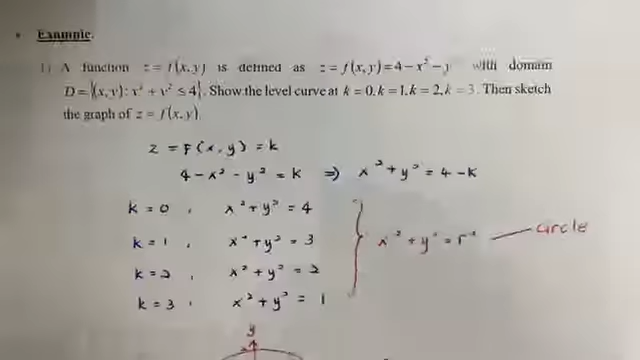 Example.
1) A function z = f(x, y) is defined as z = f(x, y) = 4 − x² − y² with domain
D = {(x, y): x² + y² ≤ 4}. Show the level curve at k = 0, k = 1, k = 2, k = 3. Then sketch
the graph of z = f(x, y)
z = f(x, y) = k
4 - x² - y² = k ⇒ x² + y² = 4 - k
k = 0 , x² + y² = 4
k = 1 , x² + y² = 3
k = 2 , x² + y² = 2
k = 3 , x² + y² = 1
x² + y² = r² — circle
y